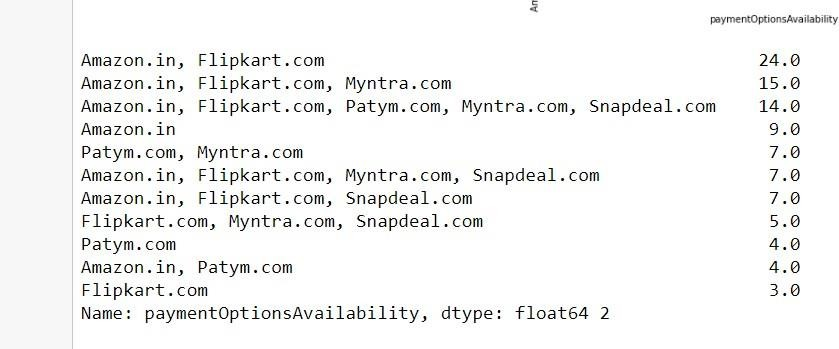 An
paymentOptionsAvailability
Amazon.in, Flipkart.com 24.0
Amazon.in, Flipkart.com, Myntra.com 15.0
Amazon.in, Flipkart.com, Patym.com, Myntra.com, Snapdeal.com 14.0
Amazon.in 9.0
Patym.com, Myntra.com 7.0
Amazon.in, Flipkart.com, Myntra.com, Snapdeal.com 7.0
Amazon.in, Flipkart.com, Snapdeal.com 7.0
Flipkart.com, Myntra.com, Snapdeal.com 5.0
Patym.com 4.0
Amazon.in, Patym.com 4.0
Flipkart.com 3.0
Name: paymentOptionsAvailability, dtype: float64 2